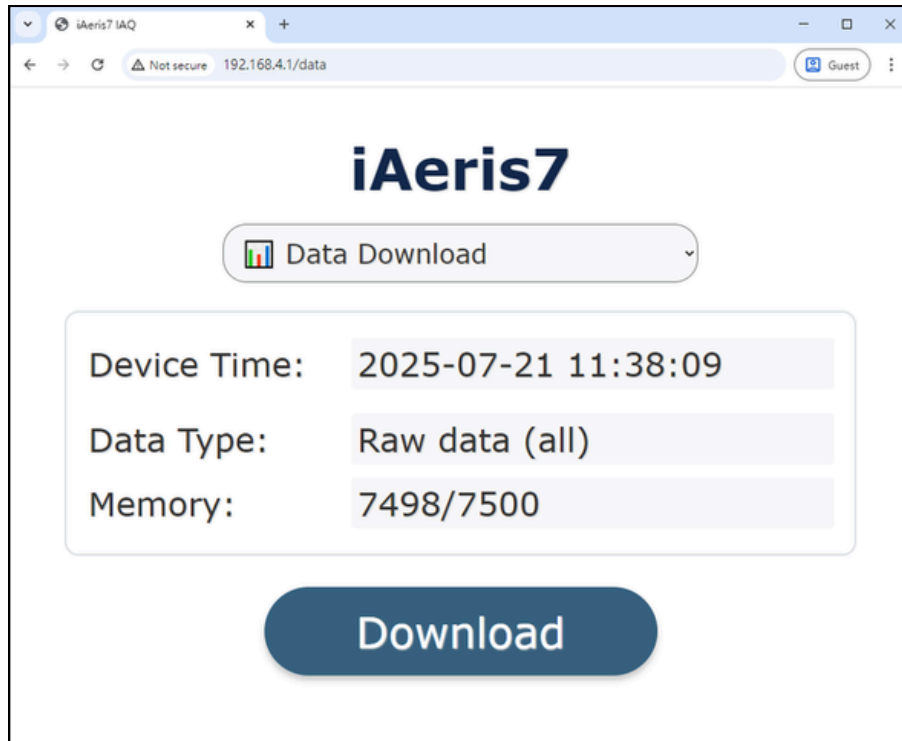 iAeris7 IAQ
Not secure 192.168.4.1/data
Guest
iAeris7
Data Download
Device Time: 2025-07-21 11:38:09
Data Type: Raw data (all)
Memory: 7498/7500
Download